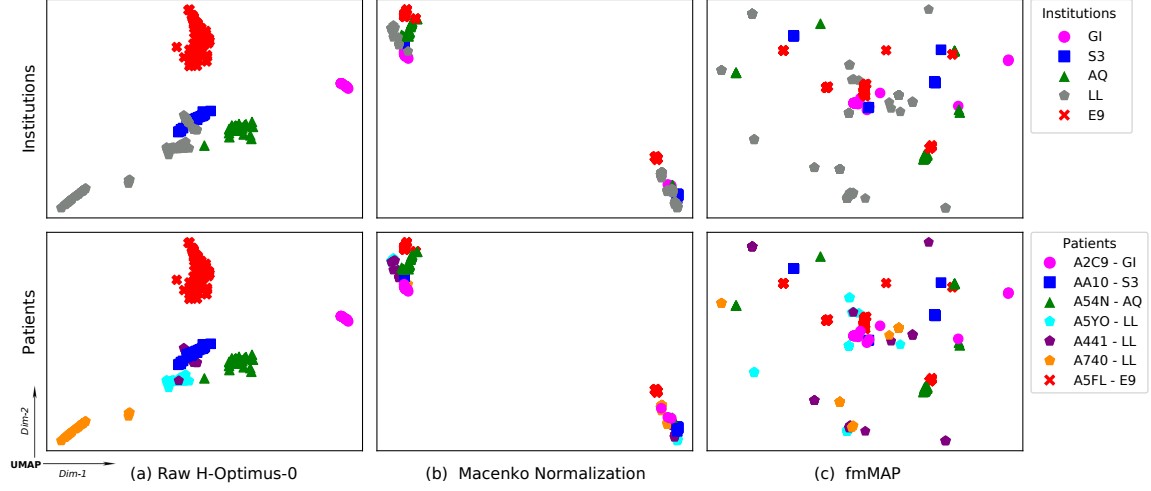 Institutions
Institutions
GI
S3
AQ
LL
E9
Patients
Patients
A2C9 - GI
AA10 - S3
A54N - AQ
A5YO - LL
A441 - LL
A740 - LL
A5FL - E9
Dim-2
UMAP
Dim-1
(a) Raw H-Optimus-0
(b) Macenko Normalization
(c) fmMAP